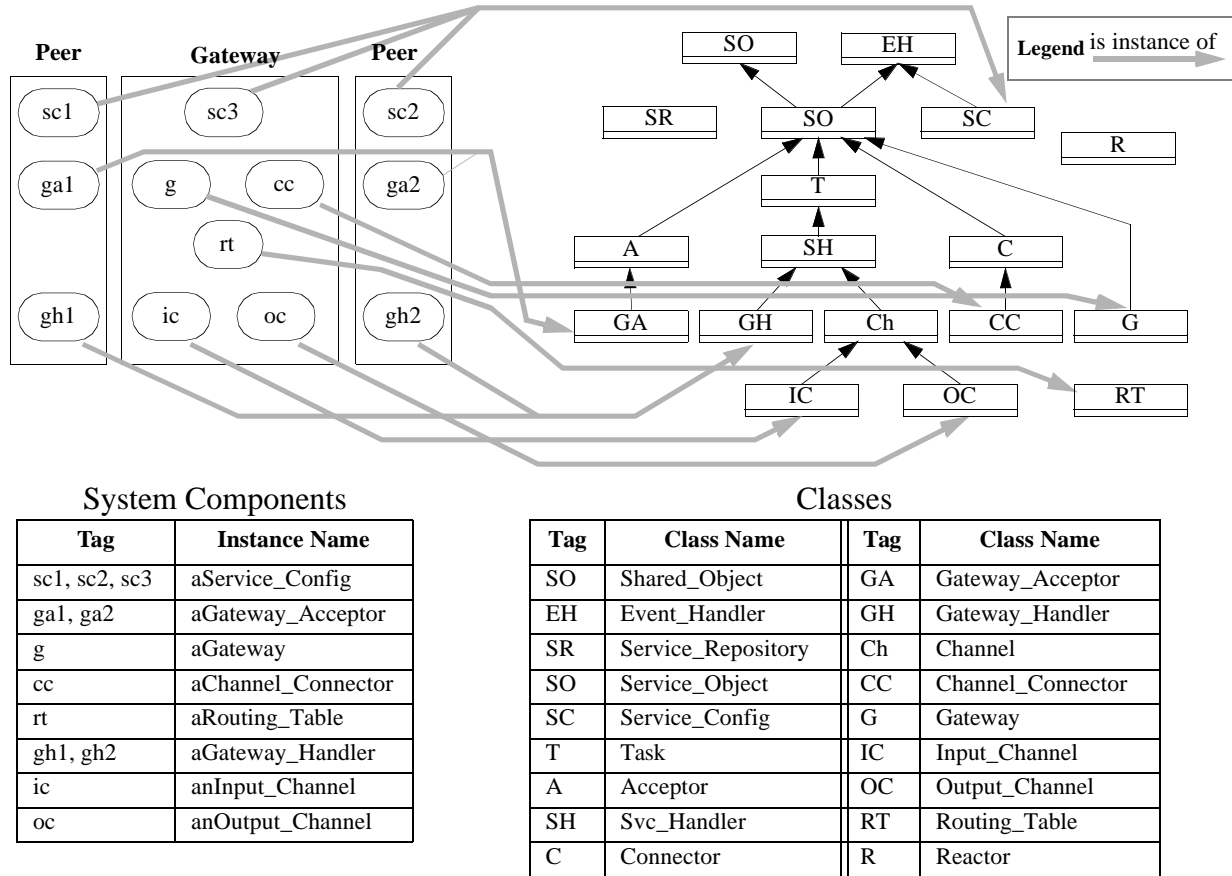 Peer
Gateway
Peer
SO
EH
Legend is instance of
sc1
sc3
sc2
SR
SO
SC
R
ga1
g
cc
ga2
T
rt
A
SH
C
gh1
ic
oc
gh2
GA
GH
Ch
CC
G
IC
OC
RT
System Components
Tag Instance Name
sc1, sc2, sc3 aService_Config
ga1, ga2 aGateway_Acceptor
g aGateway
cc aChannel_Connector
rt aRouting_Table
gh1, gh2 aGateway_Handler
ic anInput_Channel
oc anOutput_Channel
Classes
Tag Class Name Tag Class Name
SO Shared_Object GA Gateway_Acceptor
EH Event_Handler GH Gateway_Handler
SR Service_Repository Ch Channel
SO Service_Object CC Channel_Connector
SC Service_Config G Gateway
T Task IC Input_Channel
A Acceptor OC Output_Channel
SH Svc_Handler RT Routing_Table
C Connector R Reactor